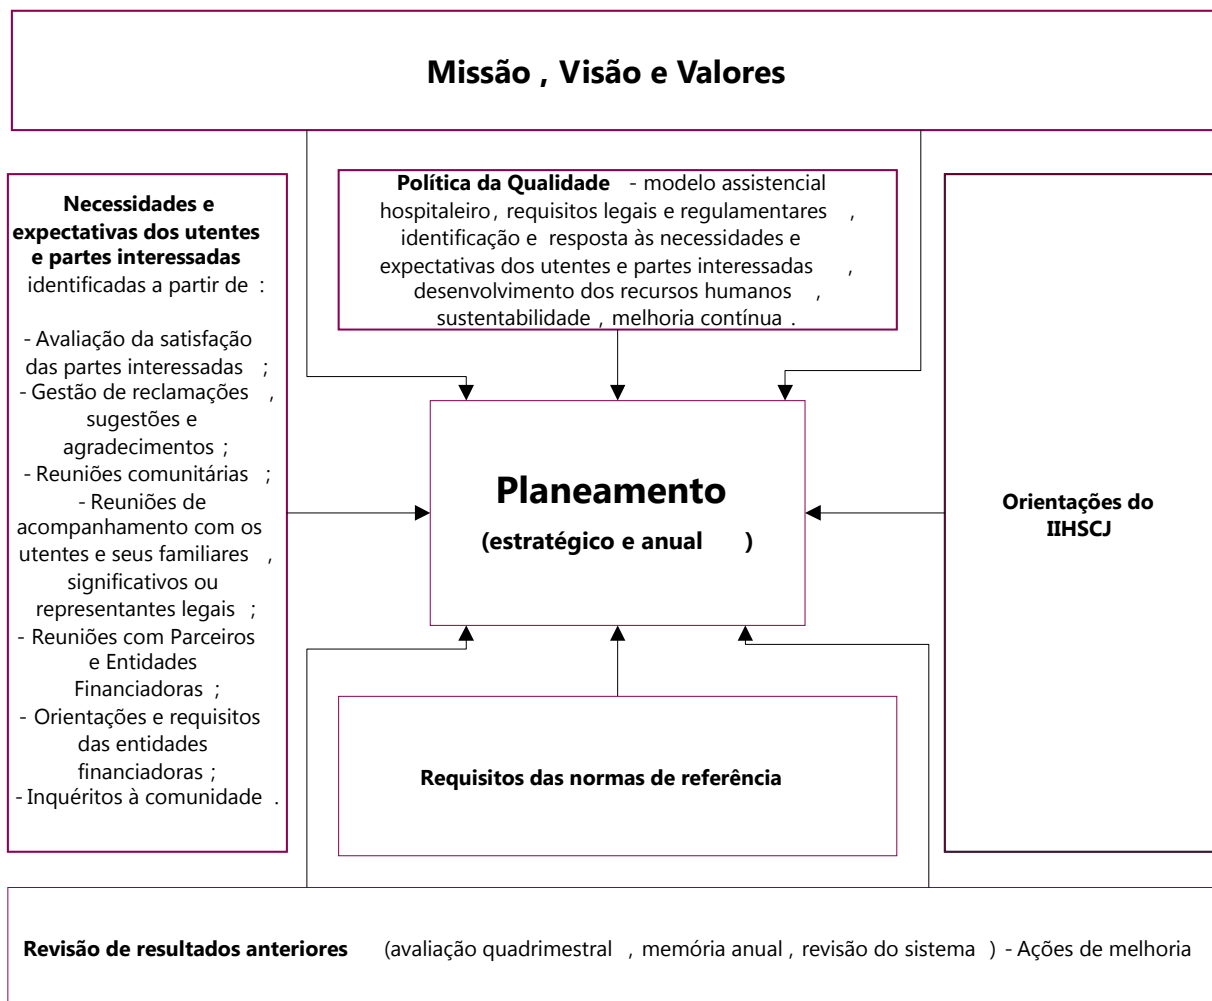 Missão , Visão e Valores
Necessidades e
expectativas dos utentes
e partes interessadas
identificadas a partir de :
- Avaliação da satisfação
das partes interessadas ;
- Gestão de reclamações ,
sugestões e
agradecimentos ;
- Reuniões comunitárias ;
- Reuniões de
acompanhamento com os
utentes e seus familiares ,
significativos ou
representantes legais ;
- Reuniões com Parceiros
e Entidades
Financiadoras ;
- Orientações e requisitos
das entidades
financiadoras ;
- Inquéritos à comunidade .
Política da Qualidade - modelo assistencial
hospitaleiro , requisitos legais e regulamentares ,
identificação e resposta às necessidades e
expectativas dos utentes e partes interessadas ,
desenvolvimento dos recursos humanos ,
sustentabilidade , melhoria contínua .
Planeamento
(estratégico e anual )
Orientações do
IIHSCJ
Requisitos das normas de referência
Revisão de resultados anteriores (avaliação quadrimestral , memória anual , revisão do sistema ) - Ações de melhoria